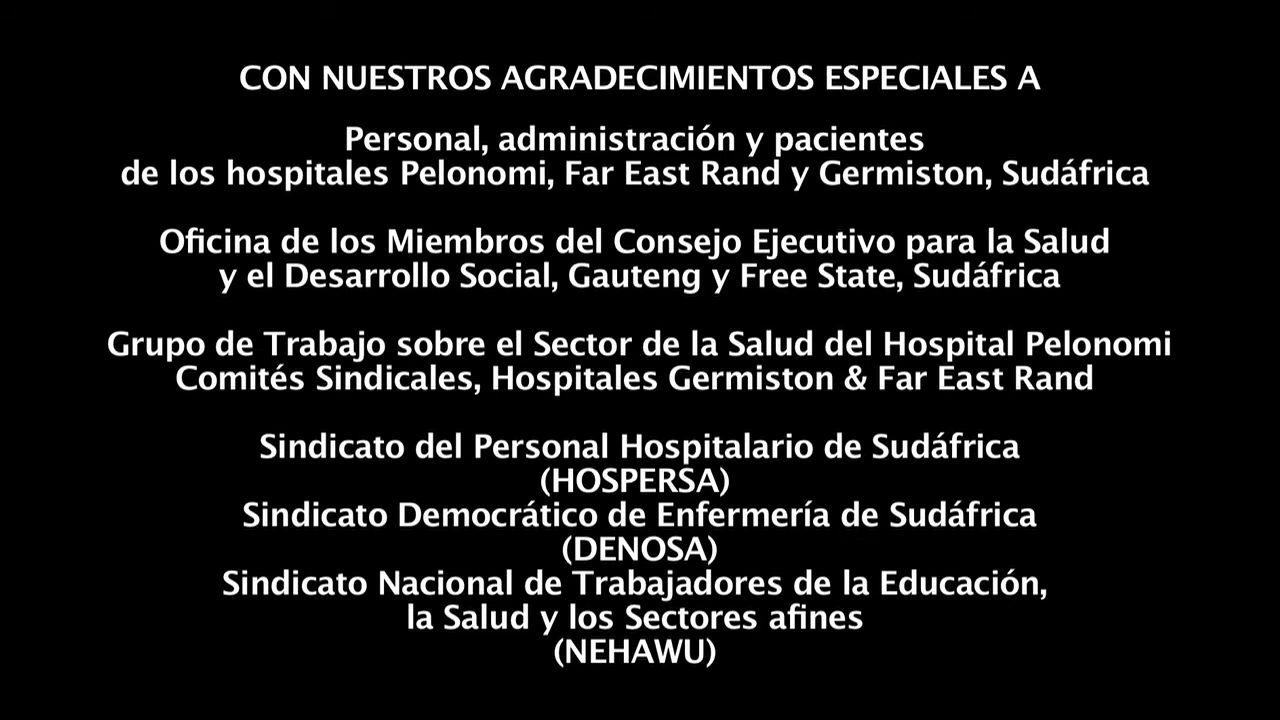 CON NUESTROS AGRADECIMIENTOS ESPECIALES A
Personal, administración y pacientes
de los hospitales Pelonomi, Far East Rand y Germiston, Sudáfrica
Oficina de los Miembros del Consejo Ejecutivo para la Salud
y el Desarrollo Social, Gauteng y Free State, Sudáfrica
Grupo de Trabajo sobre el Sector de la Salud del Hospital Pelonomi
Comités Sindicales, Hospitales Germiston & Far East Rand
Sindicato del Personal Hospitalario de Sudáfrica
(HOSPERSA)
Sindicato Democrático de Enfermería de Sudáfrica
(DENOSA)
Sindicato Nacional de Trabajadores de la Educación,
la Salud y los Sectores afines
(NEHAWU)